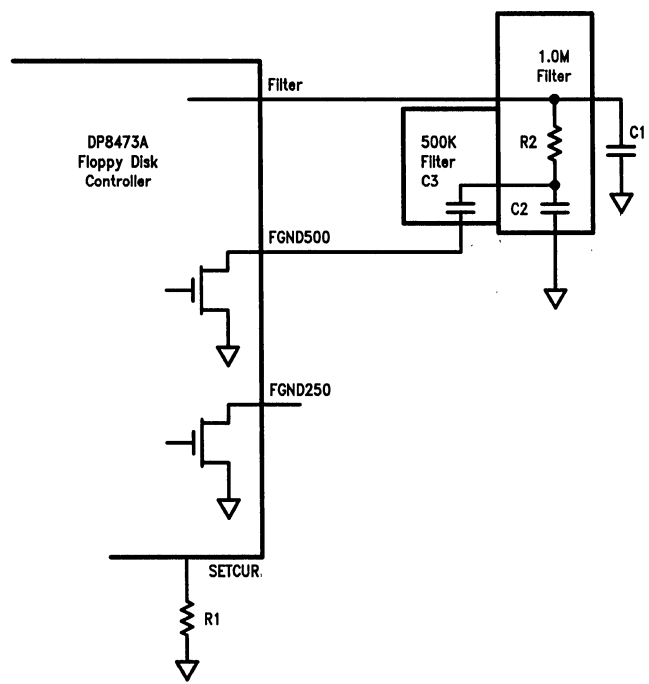 1.0M
Filter
Filter
C1
DP8473A
Floppy Disk
Controller
500K
Filter
C3
R2
C2
FGND500
FGND250
SETCUR
R1